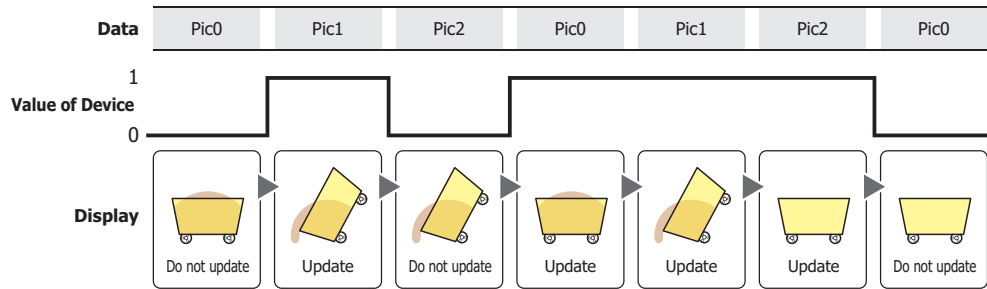 Data Pic0 Pic1 Pic2 Pic0 Pic1 Pic2 Pic0
1
Value of Device
0
Display
Do not update Update Do not update Update Update Update Do not update